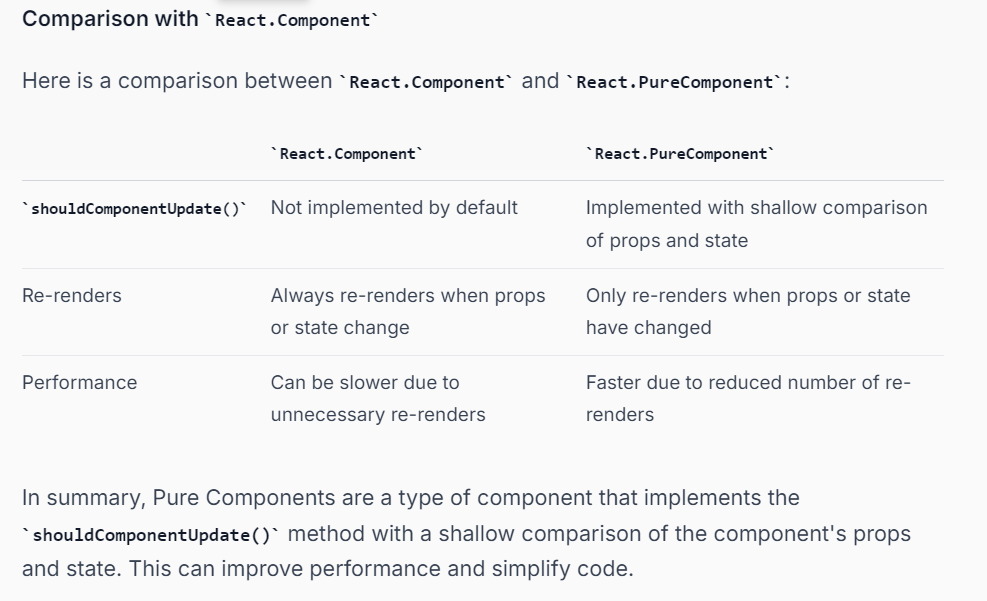 Comparison with `React.Component`
Here is a comparison between `React.Component` and `React.PureComponent`:
`React.Component` `React.PureComponent`
`shouldComponentUpdate()` Not implemented by default Implemented with shallow comparison
of props and state
Re-renders Always re-renders when props Only re-renders when props or state
or state change have changed
Performance Can be slower due to Faster due to reduced number of re-
unnecessary re-renders renders
In summary, Pure Components are a type of component that implements the
`shouldComponentUpdate()` method with a shallow comparison of the component's props
and state. This can improve performance and simplify code.